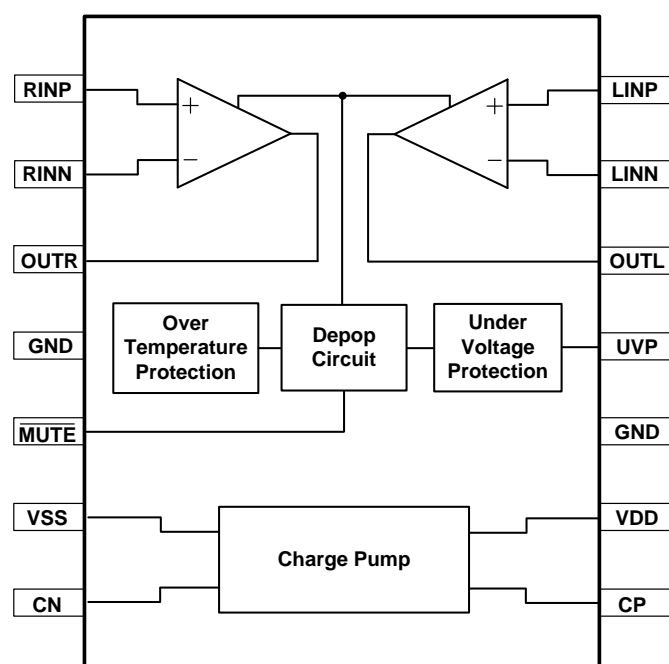 RINP
LINP
+
+
−
−
RINN
LINN
OUTR
OUTL
Over
Temperature
Protection
Depop
Circuit
Under
Voltage
Protection
GND
UVP
MUTE
GND
VSS
VDD
Charge Pump
CN
CP